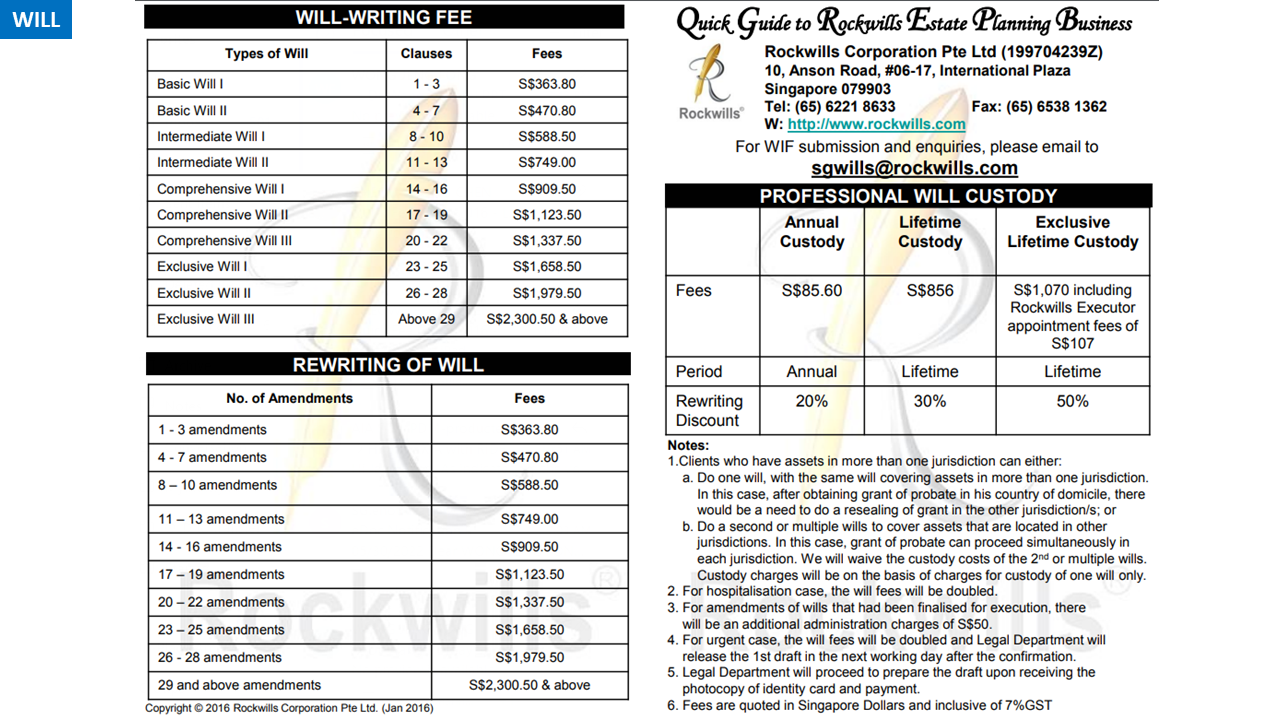 WILL
WILL-WRITING FEE
Types of Will Clauses Fees
Basic Will I 1 - 3 S$363.80
Basic Will II 4 - 7 S$470.80
Intermediate Will I 8 - 10 S$588.50
Intermediate Will II 11 - 13 S$749.00
Comprehensive Will I 14 - 16 S$909.50
Comprehensive Will II 17 - 19 S$1,123.50
Comprehensive Will III 20 - 22 S$1,337.50
Exclusive Will I 23 - 25 S$1,658.50
Exclusive Will II 26 - 28 S$1,979.50
Exclusive Will III Above 29 S$2,300.50 & above
REWRITING OF WILL
No. of Amendments Fees
1 - 3 amendments S$363.80
4 - 7 amendments S$470.80
8 – 10 amendments S$588.50
11 – 13 amendments S$749.00
14 - 16 amendments S$909.50
17 – 19 amendments S$1,123.50
20 – 22 amendments S$1,337.50
23 – 25 amendments S$1,658.50
26 - 28 amendments S$1,979.50
29 and above amendments S$2,300.50 & above
Rockwills®
Copyright © 2016 Rockwills Corporation Pte Ltd. (Jan 2016)
Quick Guide to Rockwills Estate Planning Business
Rockwills®
Rockwills Corporation Pte Ltd (199704239Z)
10, Anson Road, #06-17, International Plaza
Singapore 079903
Tel: (65) 6221 8633 Fax: (65) 6538 1362
W: http://www.rockwills.com
For WIF submission and enquiries, please email to
sgwills@rockwills.com
PROFESSIONAL WILL CUSTODY
Annual Custody Lifetime Custody Exclusive Lifetime Custody
Fees S$85.60 S$856 S$1,070 including
Rockwills Executor
appointment fees of
S$107
Period Annual Lifetime Lifetime
Rewriting Discount 20% 30% 50%
Notes:
1.Clients who have assets in more than one jurisdiction can either:
a. Do one will, with the same will covering assets in more than one jurisdiction.
In this case, after obtaining grant of probate in his country of domicile, there
would be a need to do a resealing of grant in the other jurisdiction/s; or
b. Do a second or multiple wills to cover assets that are located in other
jurisdictions. In this case, grant of probate can proceed simultaneously in
each jurisdiction. We will waive the custody costs of the 2nd or multiple wills.
Custody charges will be on the basis of charges for custody of one will only.
2. For hospitalisation case, the will fees will be doubled.
3. For amendments of wills that had been finalised for execution, there
will be an additional administration charges of S$50.
4. For urgent case, the will fees will be doubled and Legal Department will
release the 1st draft in the next working day after the confirmation.
5. Legal Department will proceed to prepare the draft upon receiving the
photocopy of identity card and payment.
6. Fees are quoted in Singapore Dollars and inclusive of 7%GST
Rockwills®